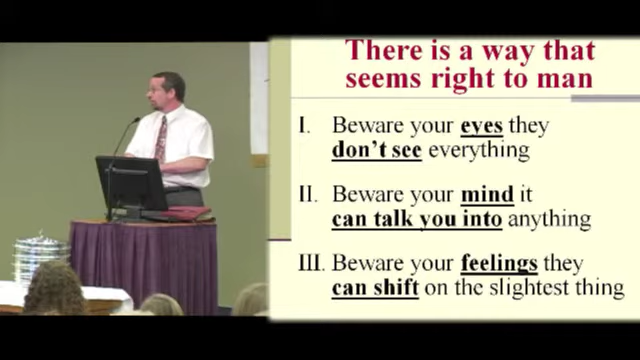 There is a way that
seems right to man
I. Beware your eyes they
don't see everything
II. Beware your mind it
can talk you into anything
III. Beware your feelings they
can shift on the slightest thing